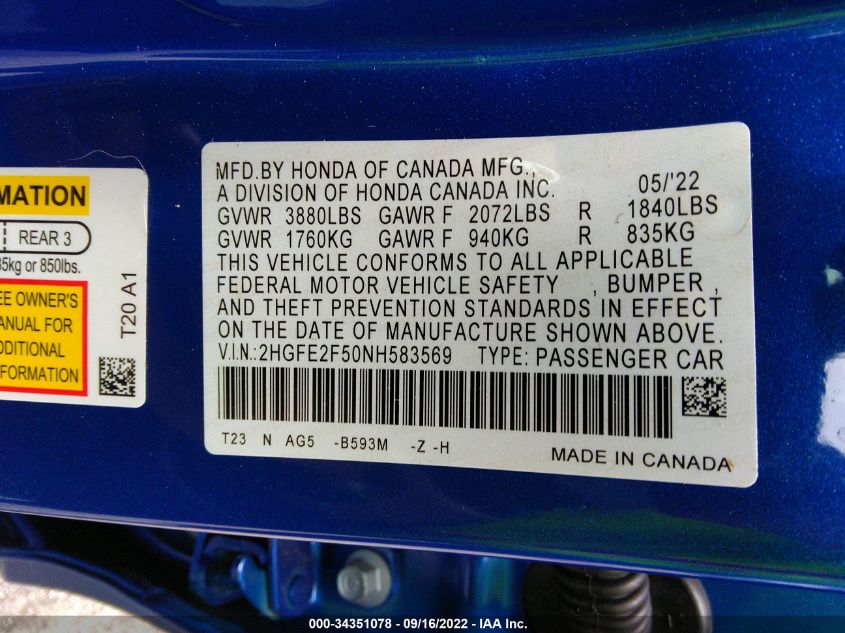 MATION
REAR 3
35kg or 850lbs.
EE OWNER'S
ANUAL FOR
DDITIONAL
FORMATION
T20 A1
MFD.BY HONDA OF CANADA MFG.,
A DIVISION OF HONDA CANADA INC. 05/'22
GVWR 3880LBS GAWR F 2072LBS R 1840LBS
GVWR 1760KG GAWR F 940KG R 835KG
THIS VEHICLE CONFORMS TO ALL APPLICABLE
FEDERAL MOTOR VEHICLE SAFETY , BUMPER ,
AND THEFT PREVENTION STANDARDS IN EFFECT
ON THE DATE OF MANUFACTURE SHOWN ABOVE.
V.I.N.:2HGFE2F50NH583569 TYPE: PASSENGER CAR
T23 N AG5 -B593M -Z -H
MADE IN CANADA
000-34351078 - 09/16/2022 - IAA Inc.